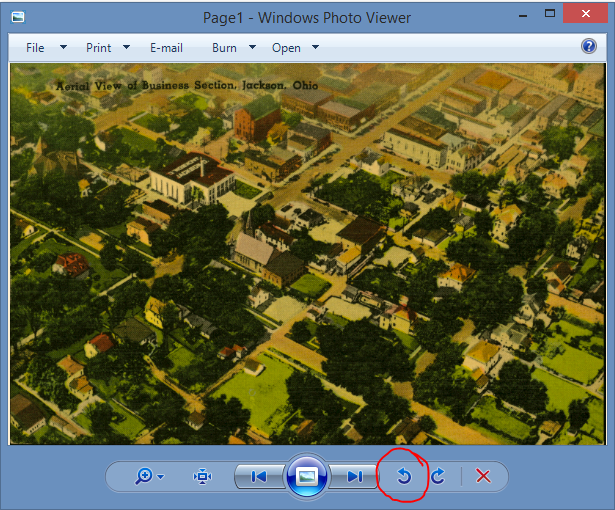 Page1 - Windows Photo Viewer
File Print E-mail Burn Open
Aerial View of Business Section, Jackson, Ohio